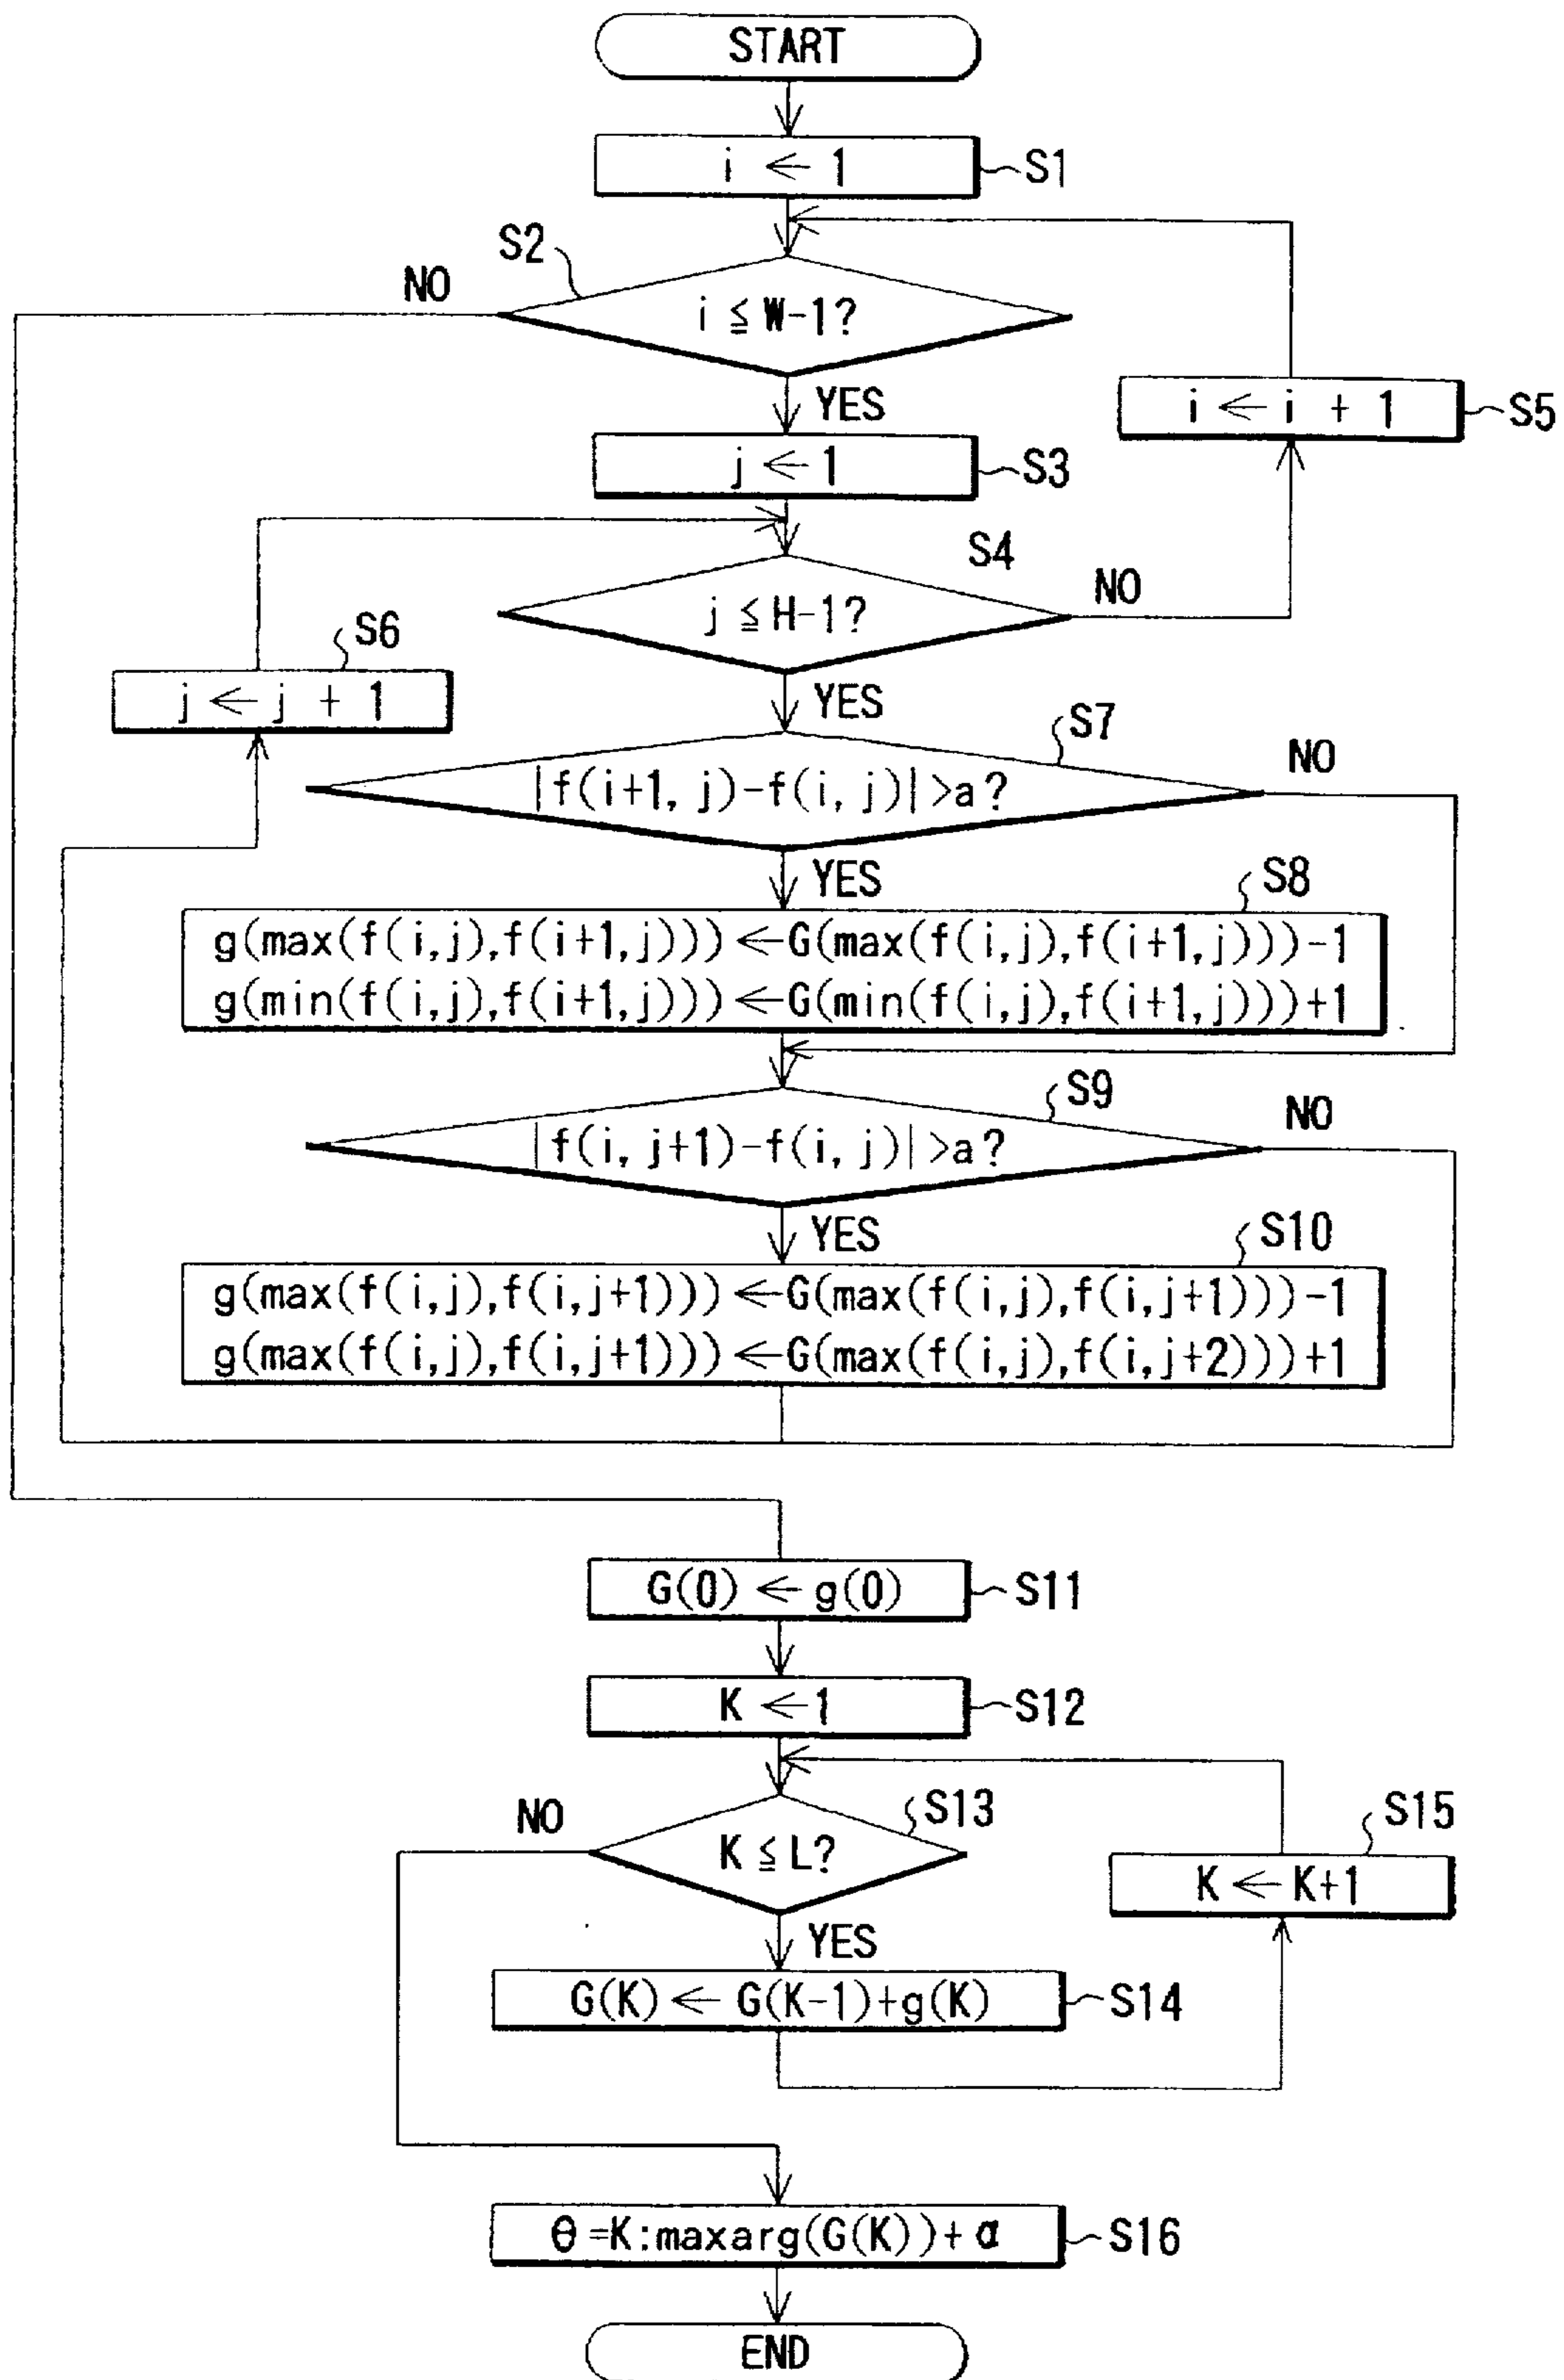 START
i ← 1
S1
S2
NO
i ≦ W-1?
YES
i ← i + 1
S5
j ← 1
S3
S4
NO
j ≦ H-1?
S6
j ← j + 1
YES
S7
NO
|f(i+1, j)-f(i, j)|>a?
YES
S8
g(max(f(i,j),f(i+1,j)))←G(max(f(i,j),f(i+1,j)))-1
g(min(f(i,j),f(i+1,j)))←G(min(f(i,j),f(i+1,j)))+1
S9
NO
|f(i, j+1)-f(i, j)|>a?
YES
S10
g(max(f(i,j),f(i,j+1)))←G(max(f(i,j),f(i,j+1)))-1
g(max(f(i,j),f(i,j+1)))←G(max(f(i,j),f(i,j+2)))+1
G(0) ← g(0)
S11
K ← 1
S12
NO
S13
K ≦ L?
S15
K ← K+1
YES
G(K) ← G(K-1)+g(K)
S14
θ=K:maxarg(G(K))+α
S16
END